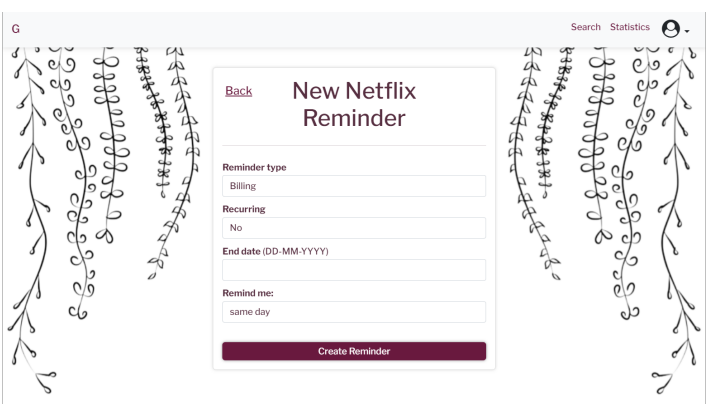 G
Search Statistics
Back
New Netflix
Reminder
Reminder type
Billing
Recurring
No
End date (DD-MM-YYYY)
Remind me:
same day
Create Reminder